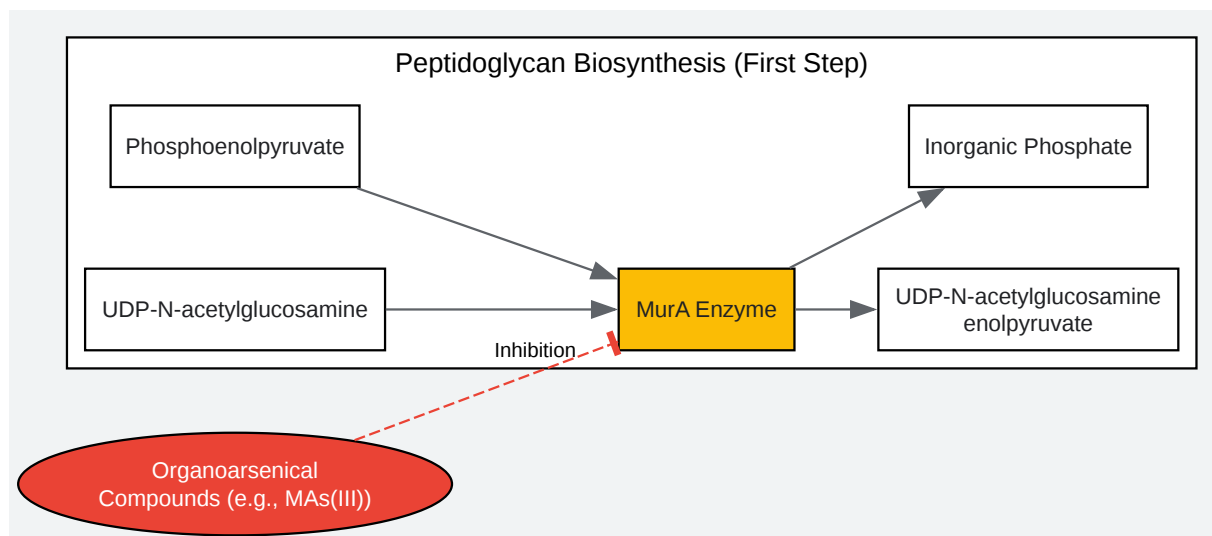 Peptidoglycan Biosynthesis (First Step)
Phosphoenolpyruvate
Inorganic Phosphate
UDP-N-acetylglucosamine
MurA Enzyme
UDP-N-acetylglucosamine
enolpyruvate
Inhibition
Organoarsenical
Compounds (e.g., MAs(III))